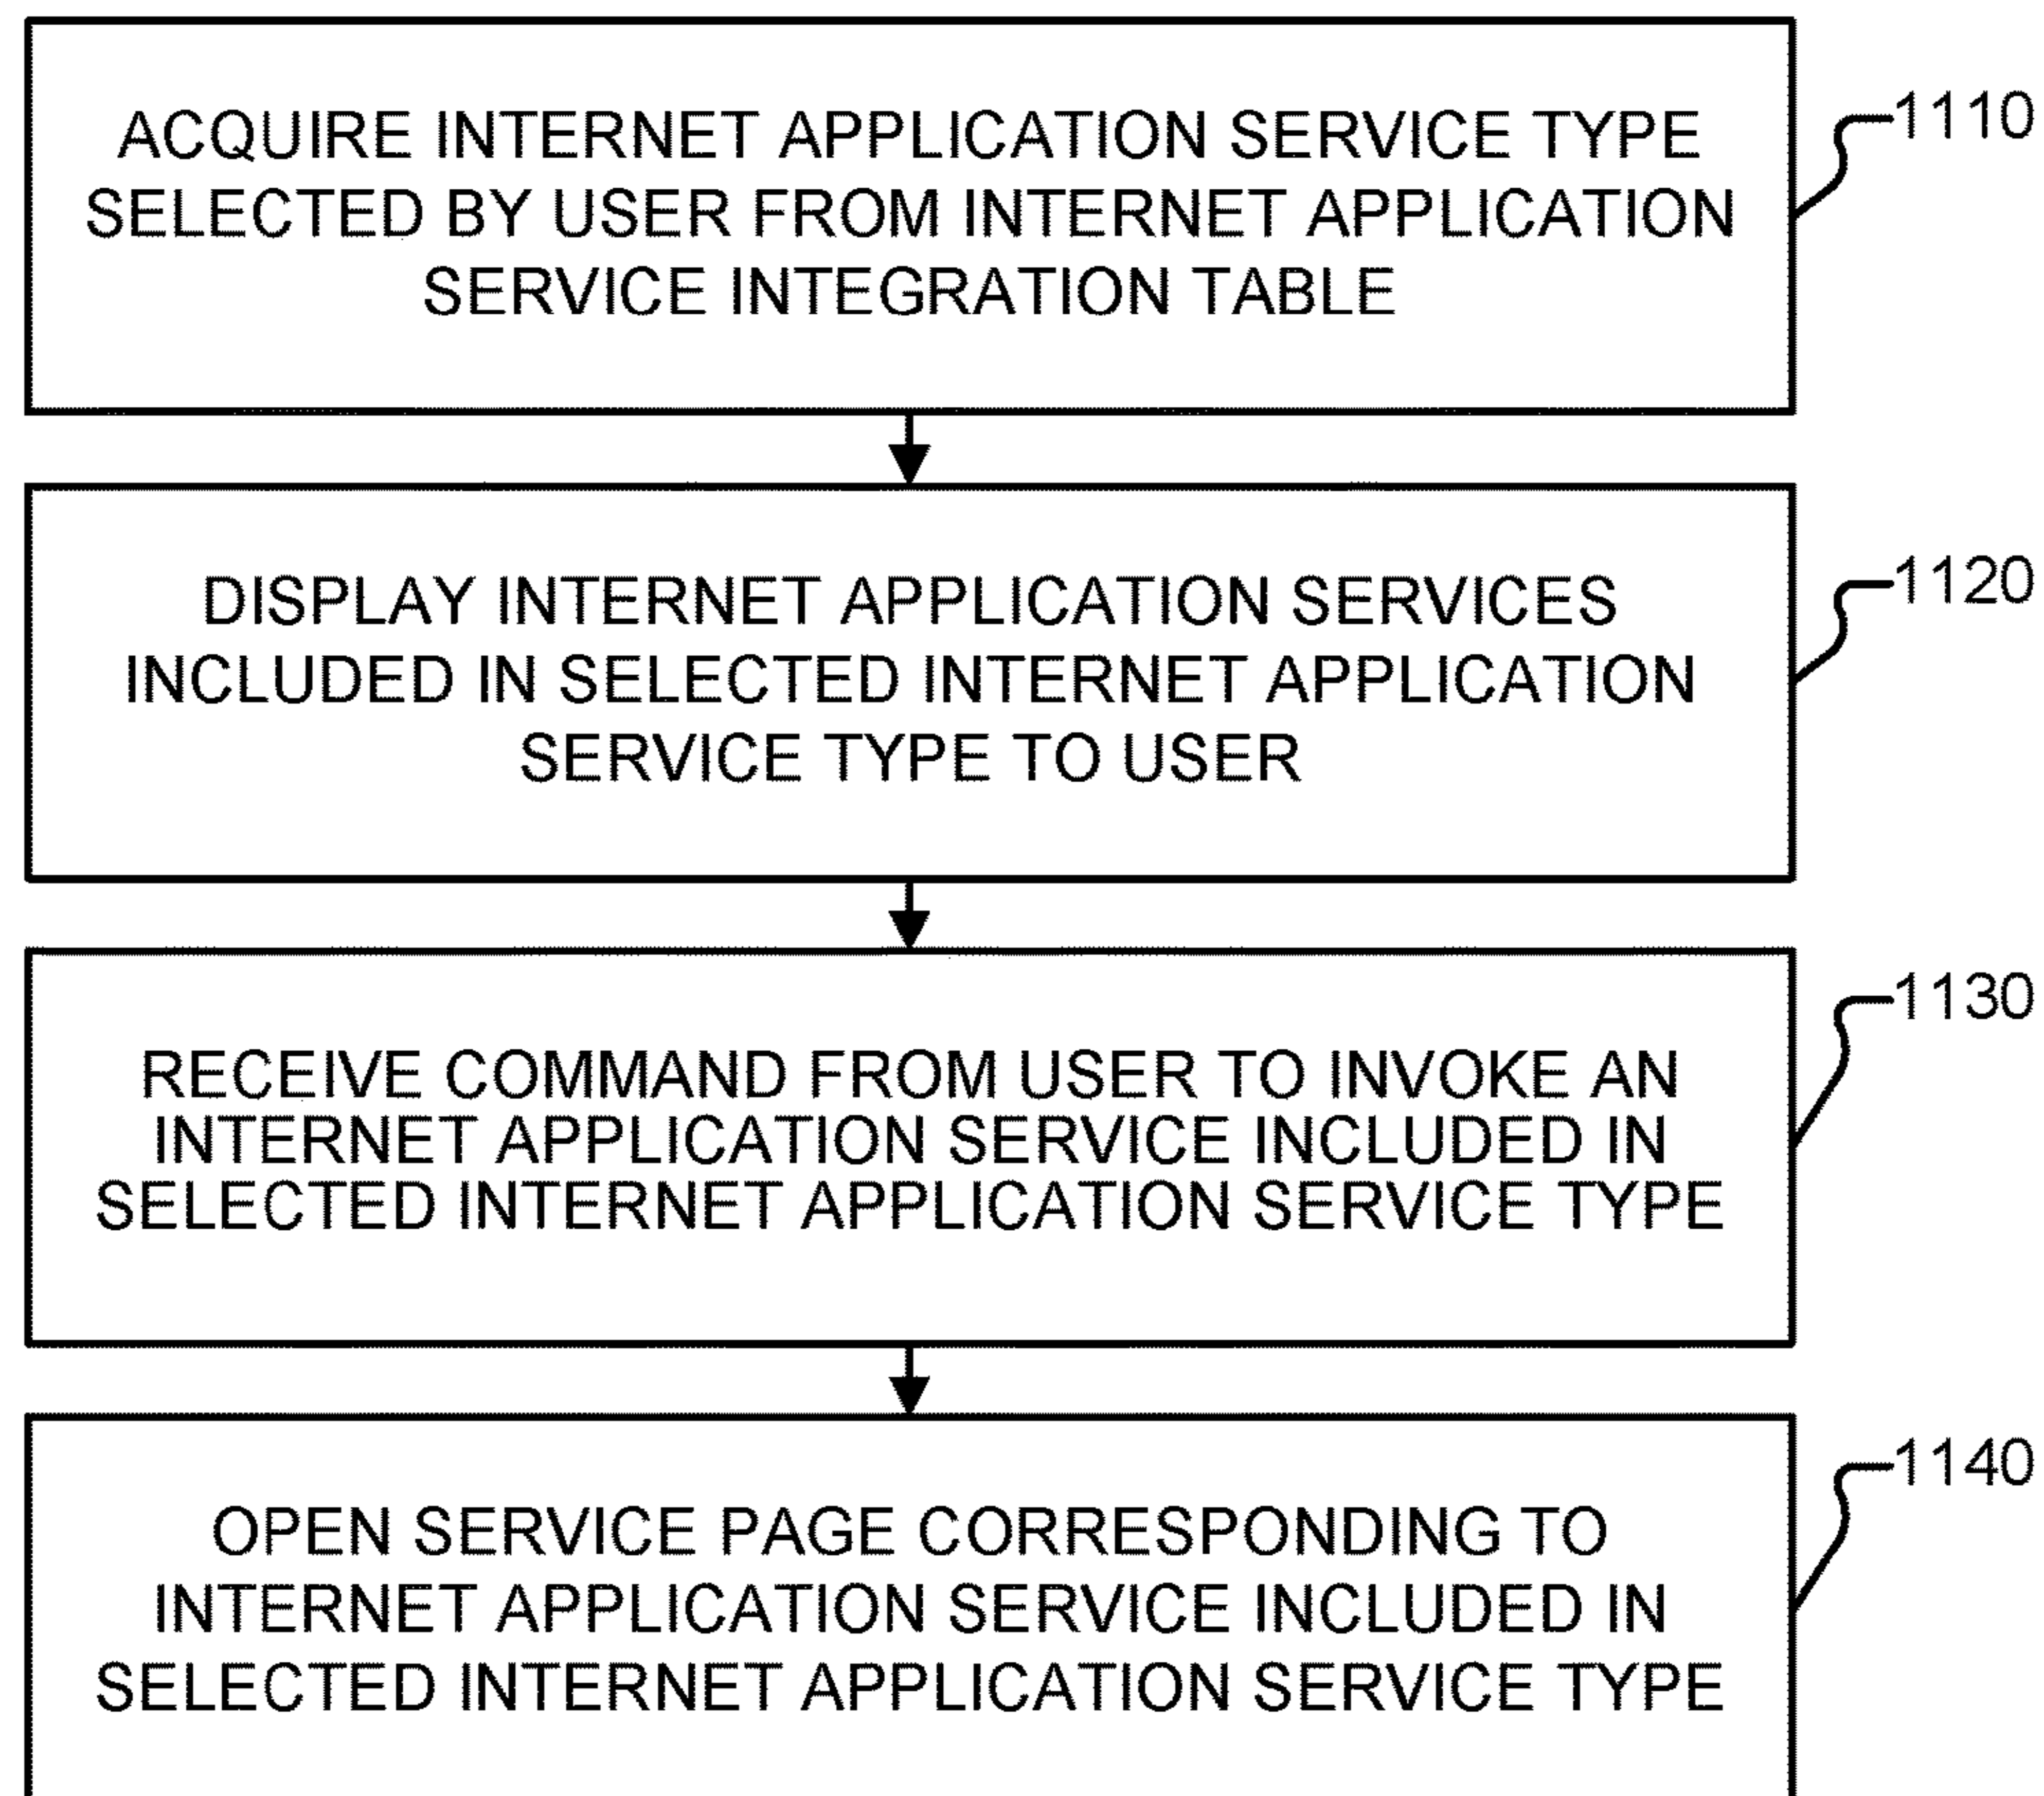 ACQUIRE INTERNET APPLICATION SERVICE TYPE
SELECTED BY USER FROM INTERNET APPLICATION
SERVICE INTEGRATION TABLE
1110
DISPLAY INTERNET APPLICATION SERVICES
INCLUDED IN SELECTED INTERNET APPLICATION
SERVICE TYPE TO USER
1120
RECEIVE COMMAND FROM USER TO INVOKE AN
INTERNET APPLICATION SERVICE INCLUDED IN
SELECTED INTERNET APPLICATION SERVICE TYPE
1130
OPEN SERVICE PAGE CORRESPONDING TO
INTERNET APPLICATION SERVICE INCLUDED IN
SELECTED INTERNET APPLICATION SERVICE TYPE
1140